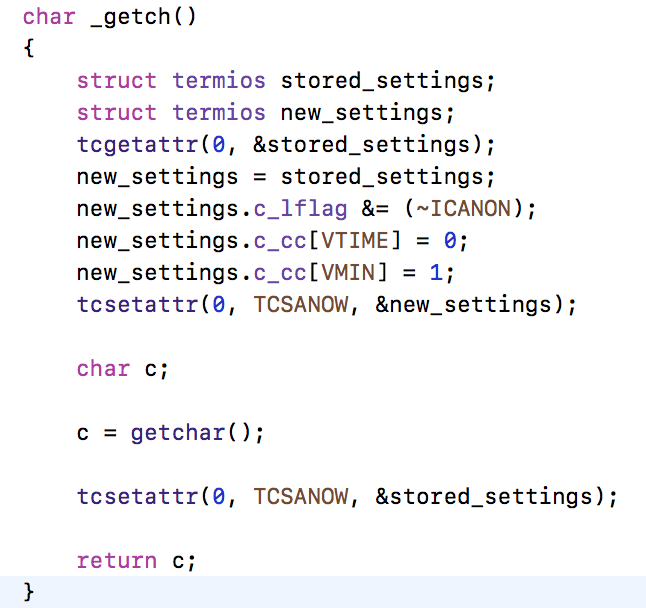 char _getch()
{
    struct termios stored_settings;
    struct termios new_settings;
    tcgetattr(0, &stored_settings);
    new_settings = stored_settings;
    new_settings.c_lflag &= (~ICANON);
    new_settings.c_cc[VTIME] = 0;
    new_settings.c_cc[VMIN] = 1;
    tcsetattr(0, TCSANOW, &new_settings);
    char c;
    c = getchar();
    tcsetattr(0, TCSANOW, &stored_settings);
    return c;
}